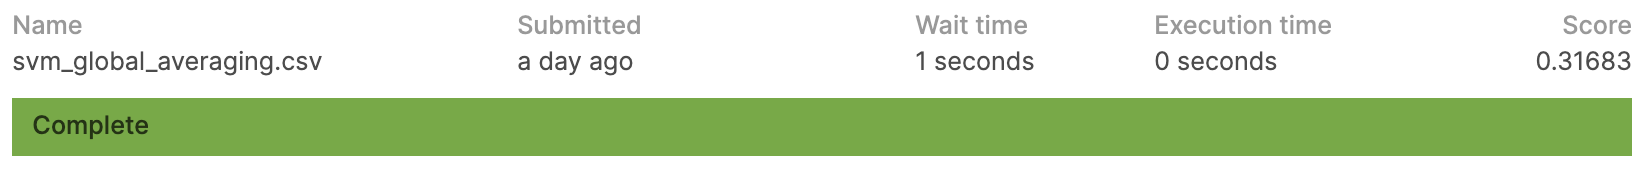 Name Submitted Wait time Execution time Score
svm_global_averaging.csv a day ago 1 seconds 0 seconds 0.31683
Complete